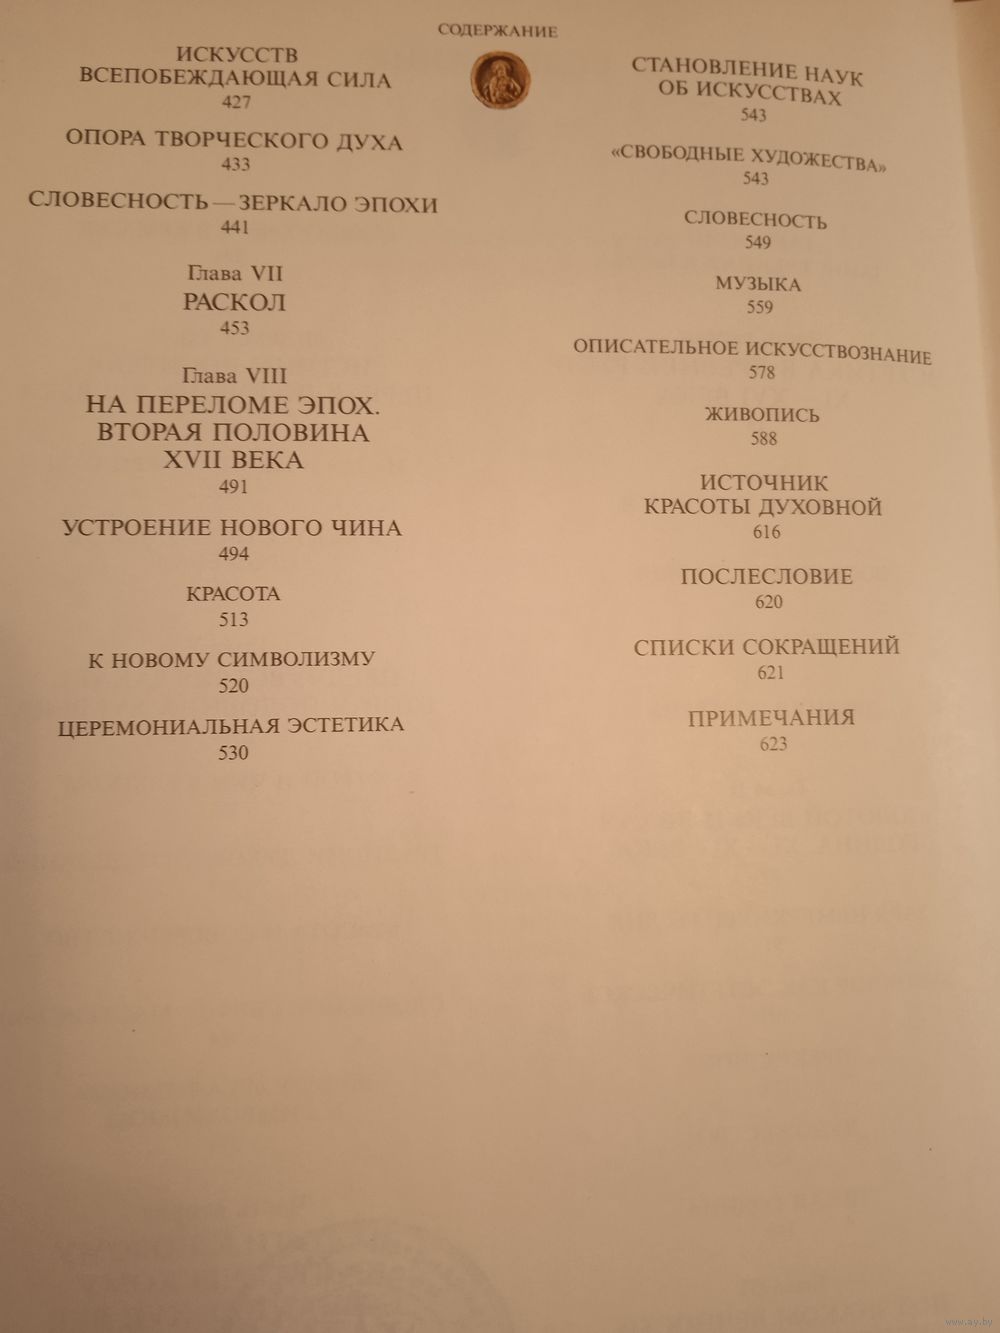 СОДЕРЖАНИЕ
ИСКУССТВ
ВСЕПОБЕЖДАЮЩАЯ СИЛА
427
ОПОРА ТВОРЧЕСКОГО ДУХА
433
СЛОВЕСНОСТЬ — ЗЕРКАЛО ЭПОХИ
441
Глава VII
РАСКОЛ
453
Глава VIII
НА ПЕРЕЛОМЕ ЭПОХ.
ВТОРАЯ ПОЛОВИНА
XVII ВЕКА
491
УСТРОЕНИЕ НОВОГО ЧИНА
494
КРАСОТА
513
К НОВОМУ СИМВОЛИЗМУ
520
ЦЕРЕМОНИАЛЬНАЯ ЭСТЕТИКА
530
СТАНОВЛЕНИЕ НАУК
ОБ ИСКУССТВАХ
543
«СВОБОДНЫЕ ХУДОЖЕСТВА»
543
СЛОВЕСНОСТЬ
549
МУЗЫКА
559
ОПИСАТЕЛЬНОЕ ИСКУССТВОЗНАНИЕ
578
ЖИВОПИСЬ
588
ИСТОЧНИК
КРАСОТЫ ДУХОВНОЙ
616
ПОСЛЕСЛОВИЕ
620
СПИСКИ СОКРАЩЕНИЙ
621
ПРИМЕЧАНИЯ
623
www.ay.by